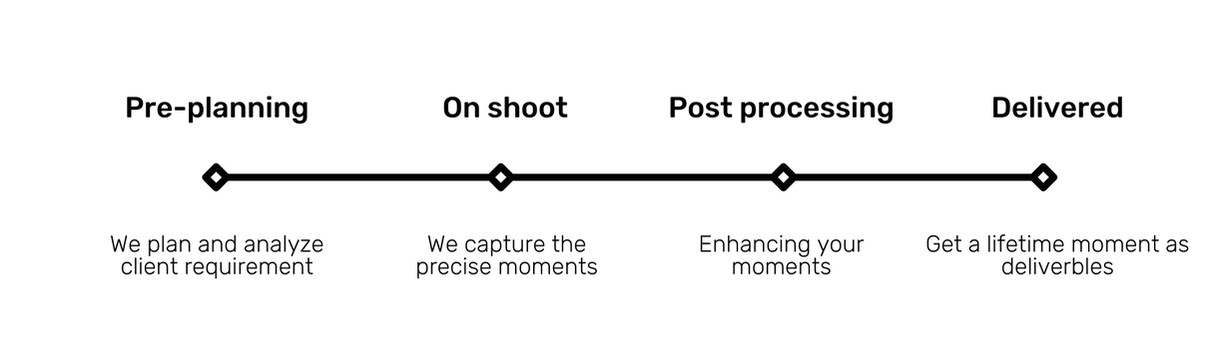 Pre-planning
On shoot
Post processing
Delivered
We plan and analyze
client requirement
We capture the
precise moments
Enhancing your
moments
Get a lifetime moment as
deliverbles